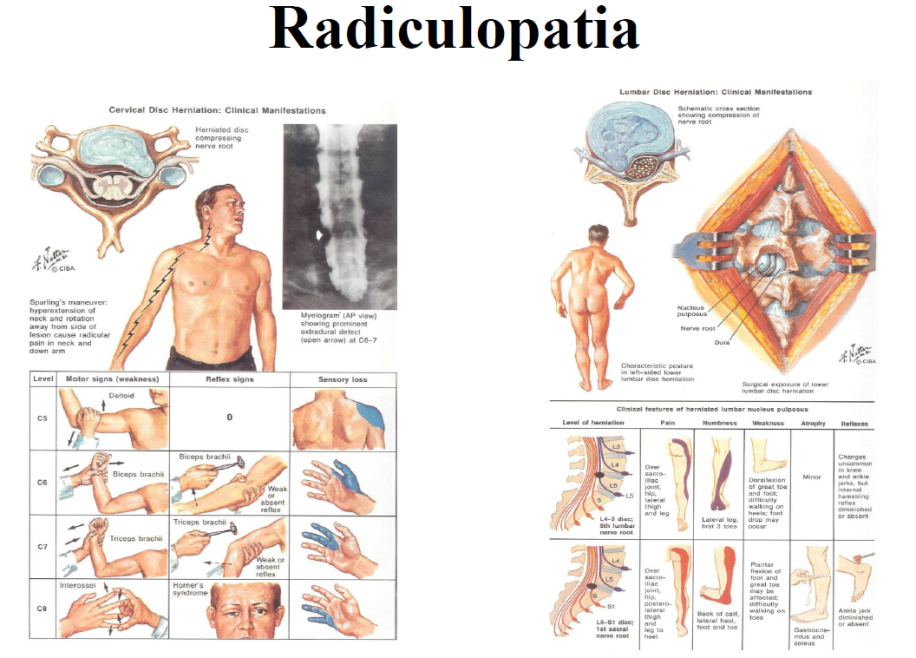 Radiculopatia
Cervical Disc Herniation: Clinical Manifestations
Herniated disc
compressing
nerve root
F. Netter
M.D.
© CIBA
Spurling's maneuver:
hyperextension of
neck and rotation
away from side of
lesion cause radicular
pain in neck and
down arm
Myelogram (AP view)
showing prominent
extradural defect
(open arrow) at C6–7
Level
Motor signs (weakness)
Reflex signs
Sensory loss
C5
Deltoid
0
C6
Biceps brachii
Biceps brachii
Weak
or
absent
reflex
C7
Triceps brachii
Triceps brachii
Weak or
absent
reflex
C8
Interossei
Horner's
syndrome
Lumbar Disc Herniation: Clinical Manifestations
Schematic cross section
showing compression of
nerve root
Nucleus
pulposus
Nerve root
Dura
F. Netter
M.D.
© CIBA
Characteristic posture
in left-sided lower
lumbar disc herniation
Surgical exposure of lower
lumbar disc herniation
Clinical features of herniated lumbar nucleus pulposus
Level of herniation
Pain
Numbness
Weakness
Atrophy
Reflexes
L3
L4
L5
S
L5
L4–5 disc;
5th lumbar
nerve root
Over
sacro-
iliac
joint,
hip,
lateral
thigh
and leg
Lateral leg,
first 3 toes
Dorsiflexion
of great toe
and foot;
difficulty
walking on
heels; foot
drop may
occur
Minor
Changes
uncommon
in knee
and ankle
jerks, but
internal
hamstring
reflex
diminished
or absent
L4
L5
S
S1
L5–S1 disc;
1st sacral
nerve root
Over
sacro-
iliac
joint,
hip,
postero-
lateral
thigh
and
leg to
heel
Back of calf,
lateral heel,
foot and toe
Plantar
flexion of
foot and
great toe
may be
affected;
difficulty
walking on
toes
Gastrocne-
mius and
soleus
Ankle jerk
diminished
or absent